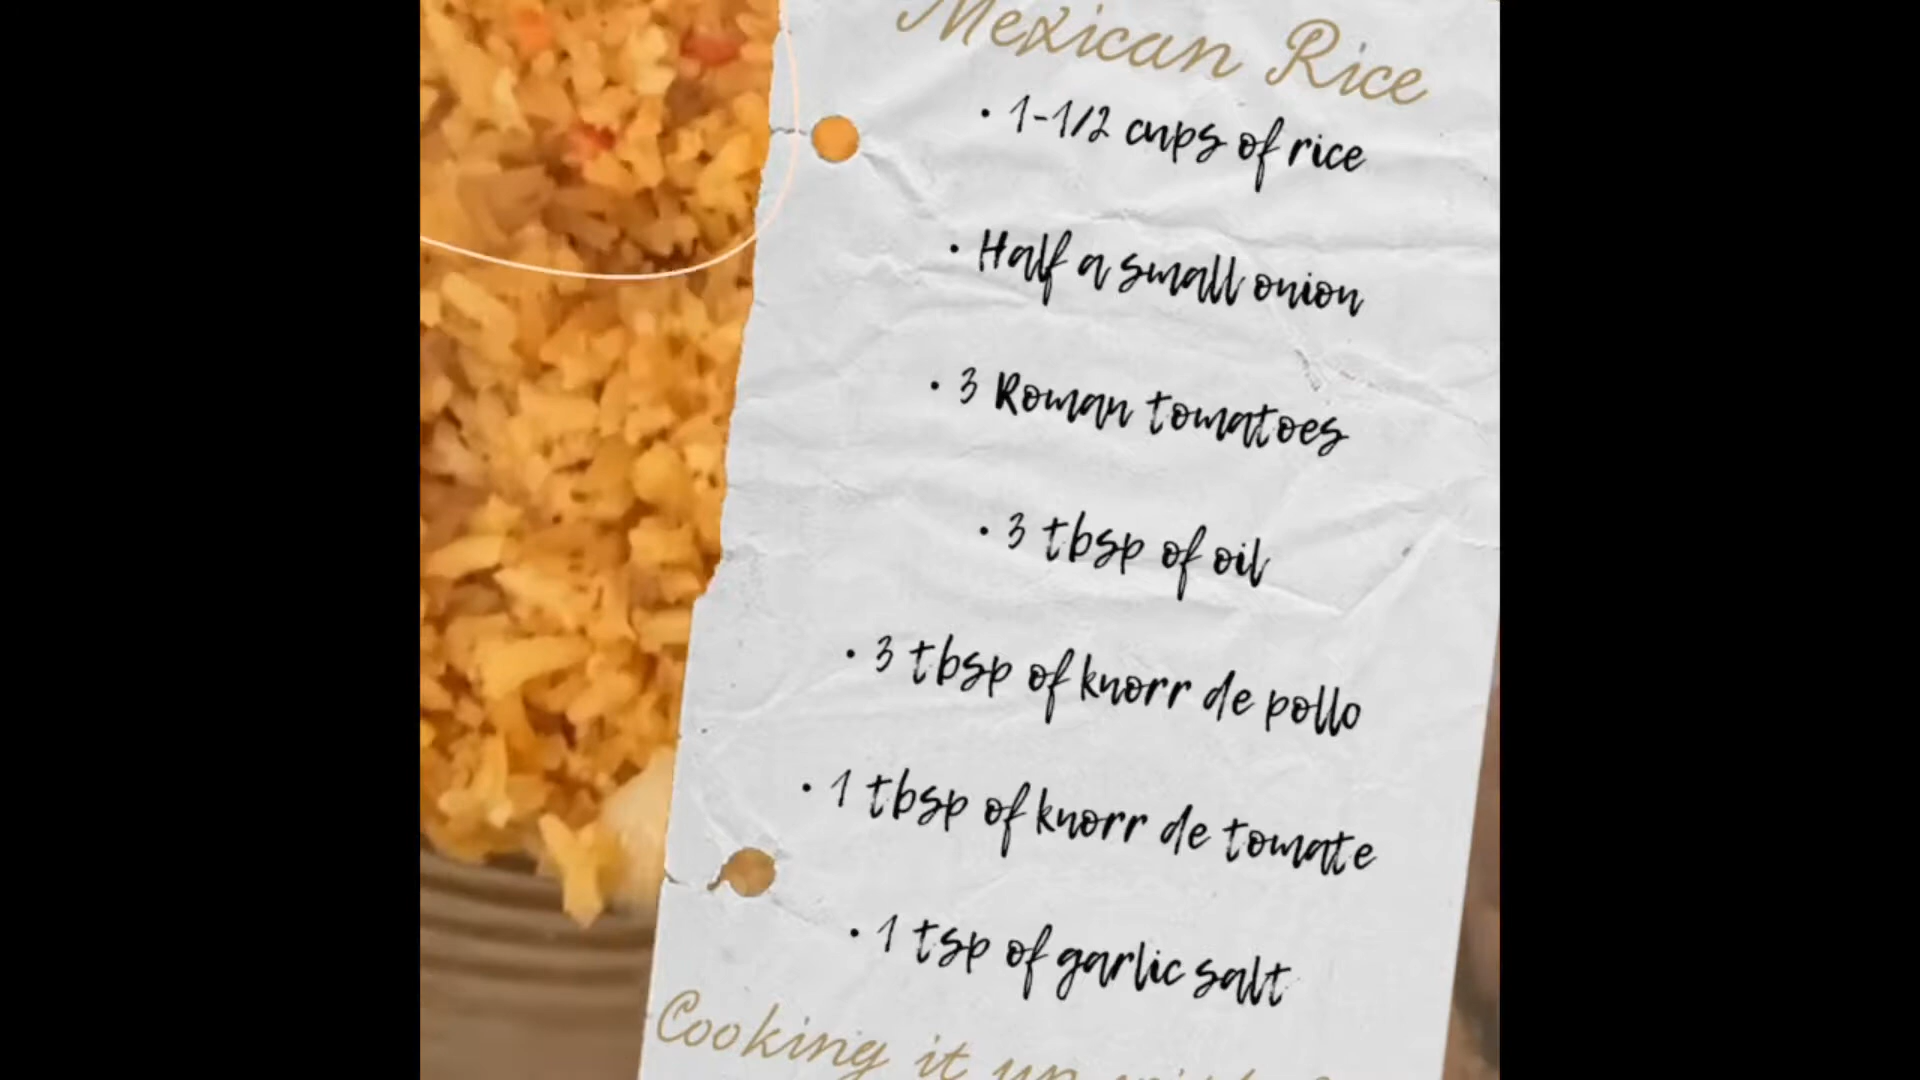 Mexican Rice
• 1-1/2 cups of rice
• Half a small onion
• 3 Roman tomatoes
• 3 tbsp of oil
• 3 tbsp of knorr de pollo
• 1 tbsp of knorr de tomate
• 1 tsp of garlic salt
Cooking it up